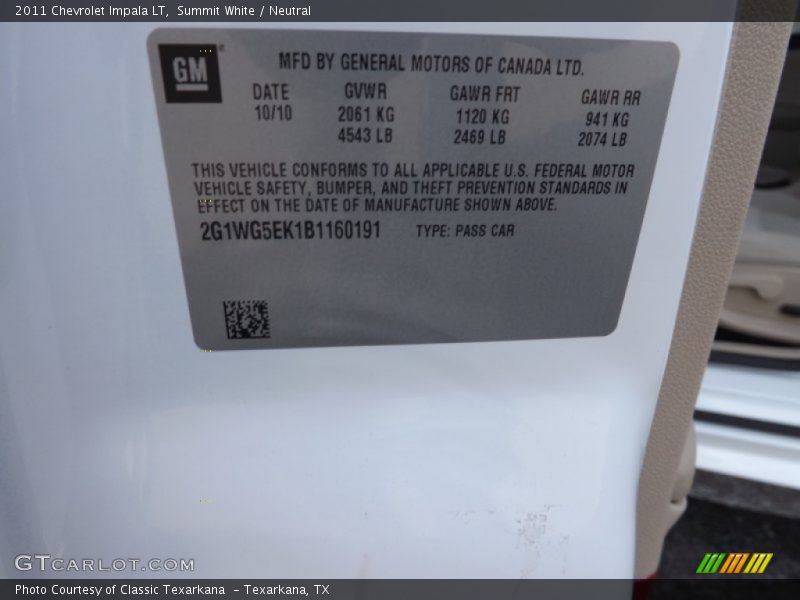 2011 Chevrolet Impala LT, Summit White / Neutral
GM
MFD BY GENERAL MOTORS OF CANADA LTD.
DATE GVWR GAWR FRT GAWR RR
10/10 2061 KG 1120 KG 941 KG
4543 LB 2469 LB 2074 LB
THIS VEHICLE CONFORMS TO ALL APPLICABLE U.S. FEDERAL MOTOR
VEHICLE SAFETY, BUMPER, AND THEFT PREVENTION STANDARDS IN
EFFECT ON THE DATE OF MANUFACTURE SHOWN ABOVE.
2G1WG5EK1B1160191 TYPE: PASS CAR
GTCARLOT.COM
Photo Courtesy of Classic Texarkana - Texarkana, TX